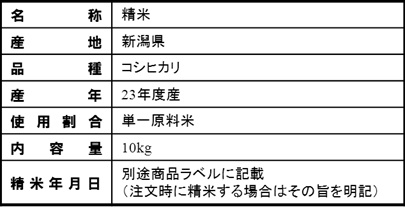 名称 精米
産地 新潟県
品種 コシヒカリ
産年 23年度産
使用割合 単一原料米
内容量 10kg
精米年月日 別途商品ラベルに記載
（注文時に精米する場合はその旨を明記）